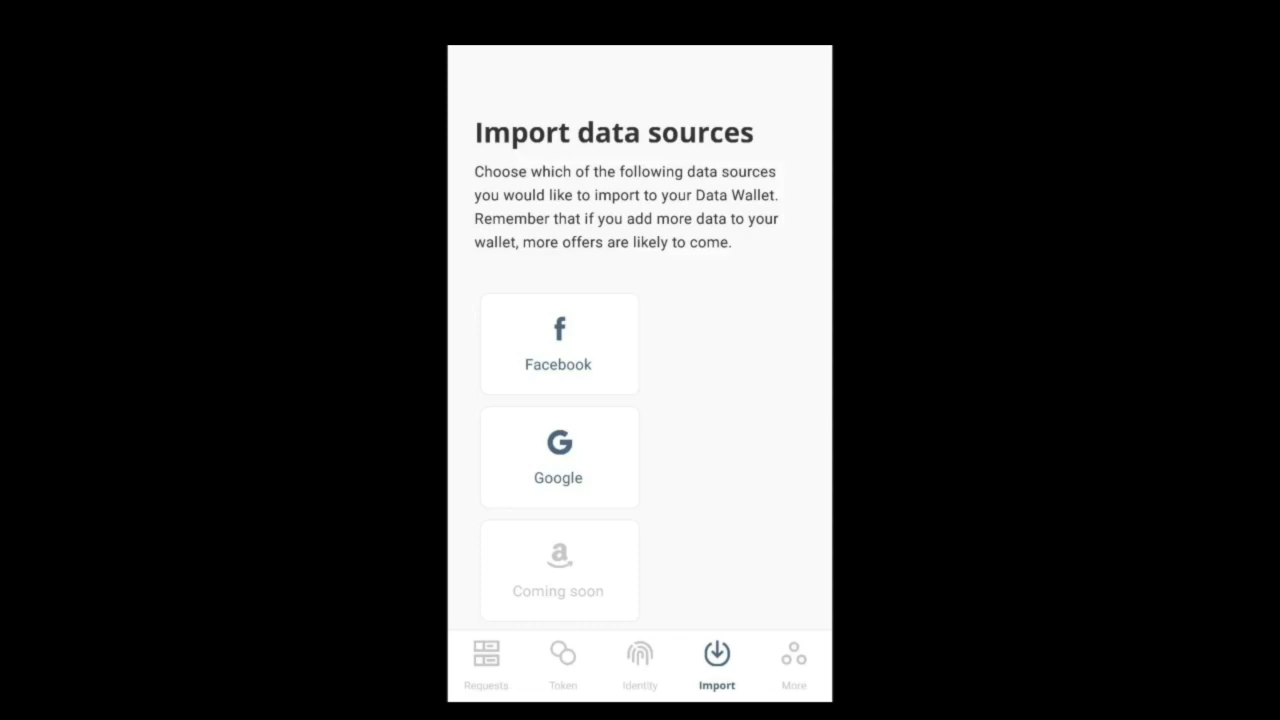 Import data sources
Choose which of the following data sources
you would like to import to your Data Wallet.
Remember that if you add more data to your
wallet, more offers are likely to come.
Facebook
Google
Coming soon
Requests Token Identity Import More